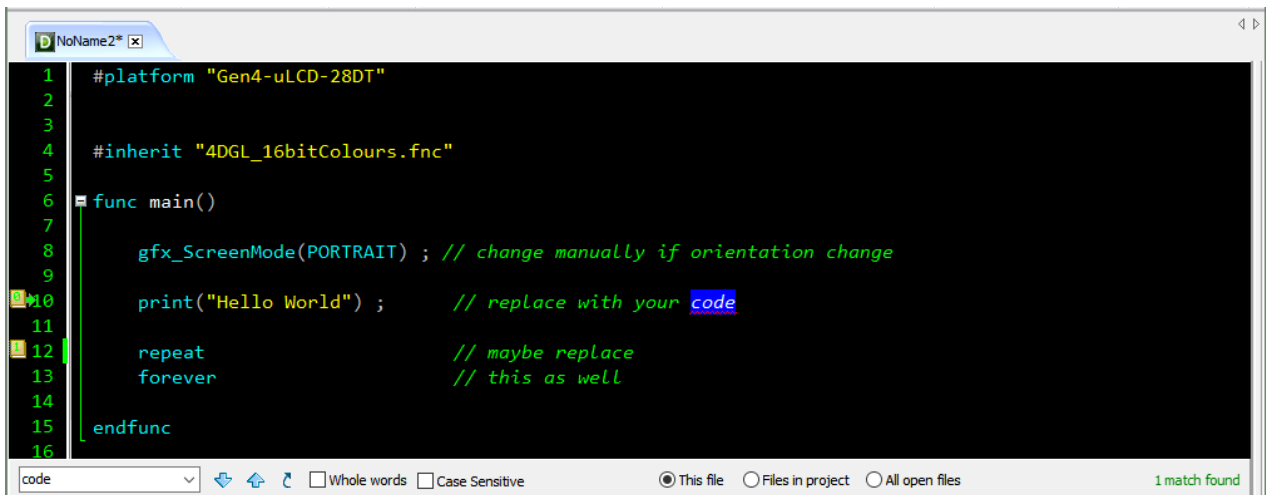 NoName2*
1 #platform "Gen4-uLCD-28DT"
2
3
4 #inherit "4DGL_16bitColours.fnc"
5
6 func main()
7
8 gfx_ScreenMode(PORTRAIT) ; // change manually if orientation change
9
10 print("Hello World") ; // replace with your code
11
12 repeat // maybe replace
13 forever // this as well
14
15 endfunc
16
code Whole words Case Sensitive This file Files in project All open files 1 match found